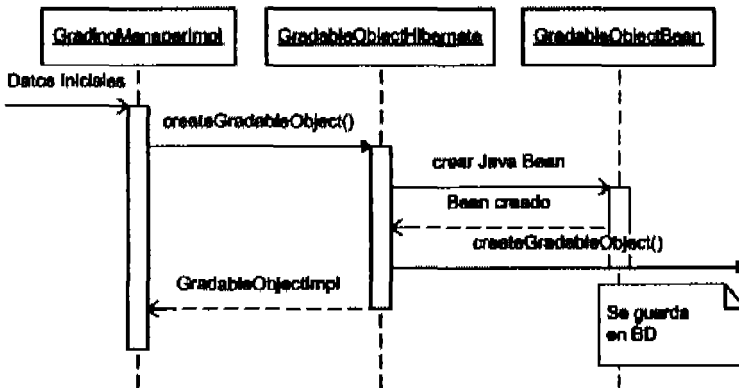 GradingManagerImpl
GradableObjectHibernate
GradableObjectBean
Datos Iniciales
createGradableObject()
crear Java Bean
Bean creado
createGradableObject()
GradableObjectImpl
Se guarda
en BD